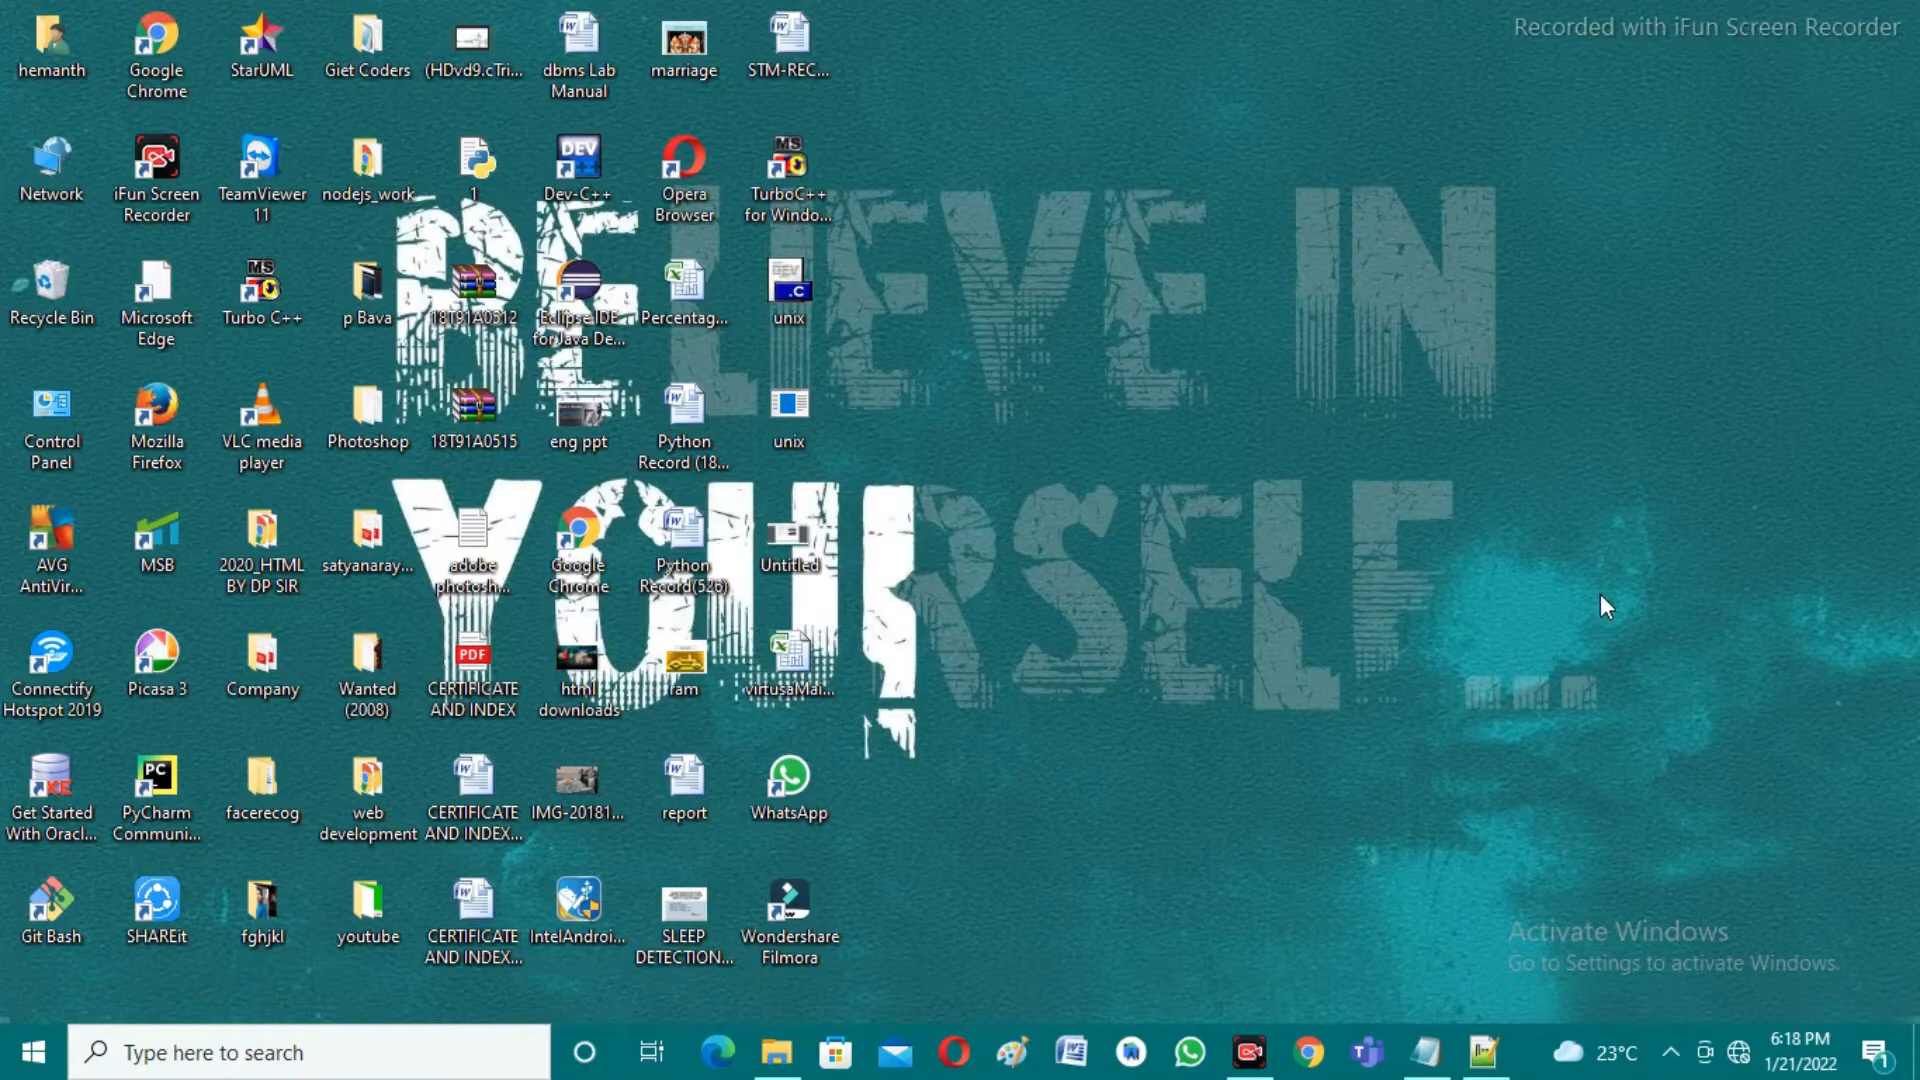 Recorded with iFun Screen Recorder
hemanth
Google
Chrome
StarUML
Giet Coders
(HDvd9.cTri...
dbms Lab
Manual
marriage
STM-REC...
Network
iFun Screen
Recorder
TeamViewer
11
nodejs_work
1
Dev-C++
Opera
Browser
TurboC++
for Windo...
BELIEVE IN
Recycle Bin
Microsoft
Edge
Turbo C++
p Bava
18T91A0512
Eclipse IDE
for Java De...
Percentag...
unix
Control
Panel
Mozilla
Firefox
VLC media
player
Photoshop
18T91A0515
eng ppt
Python
Record (18...
unix
YOURSELF...
AVG
AntiVir...
MSB
2020_HTML
BY DP SIR
satyanaray...
adobe
photosh...
Google
Chrome
Python
Record(526)
Untitled
Connectify
Hotspot 2019
Picasa 3
Company
Wanted
(2008)
CERTIFICATE
AND INDEX
html
downloads
ram
virtusaMai...
Get Started
With Oracl...
PyCharm
Communi...
facerecog
web
development
CERTIFICATE
AND INDEX...
IMG-20181...
report
WhatsApp
Git Bash
SHAREit
fghjkl
youtube
CERTIFICATE
AND INDEX...
IntelAndroi...
SLEEP
DETECTION...
Wondershare
Filmora
Activate Windows
Go to Settings to activate Windows.
Type here to search
23°C
6:18 PM
1/21/2022
1